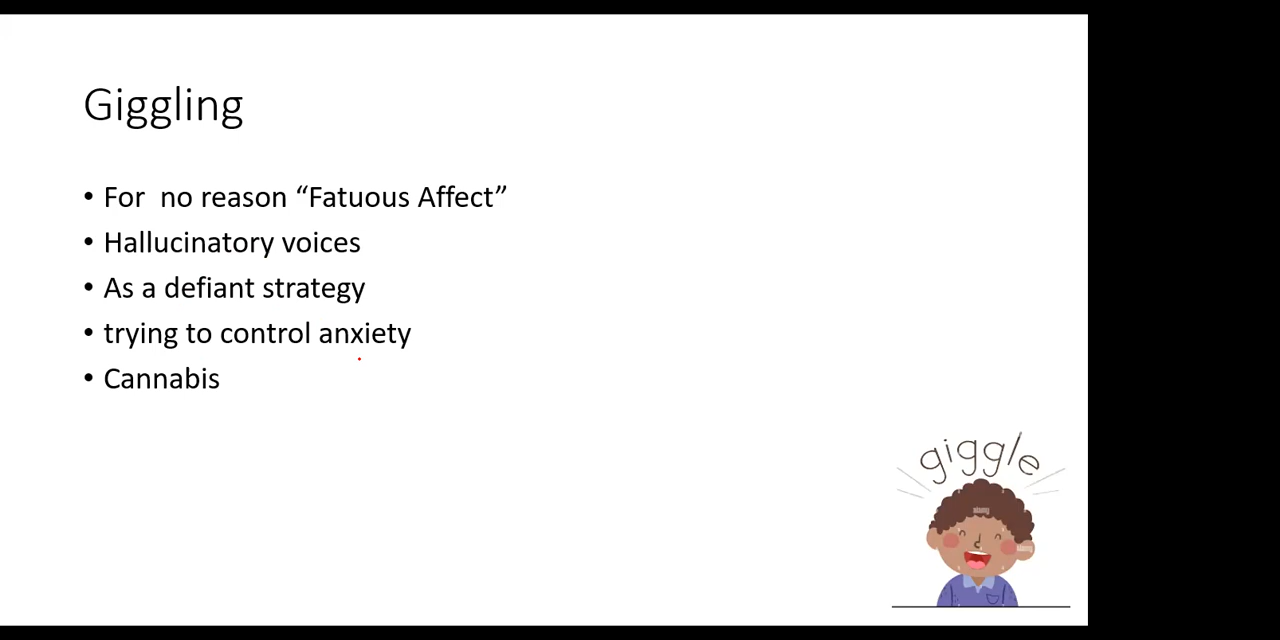 Giggling
• For  no reason “Fatuous Affect”
• Hallucinatory voices
• As a defiant strategy
• trying to control anxiety
• Cannabis
giggle